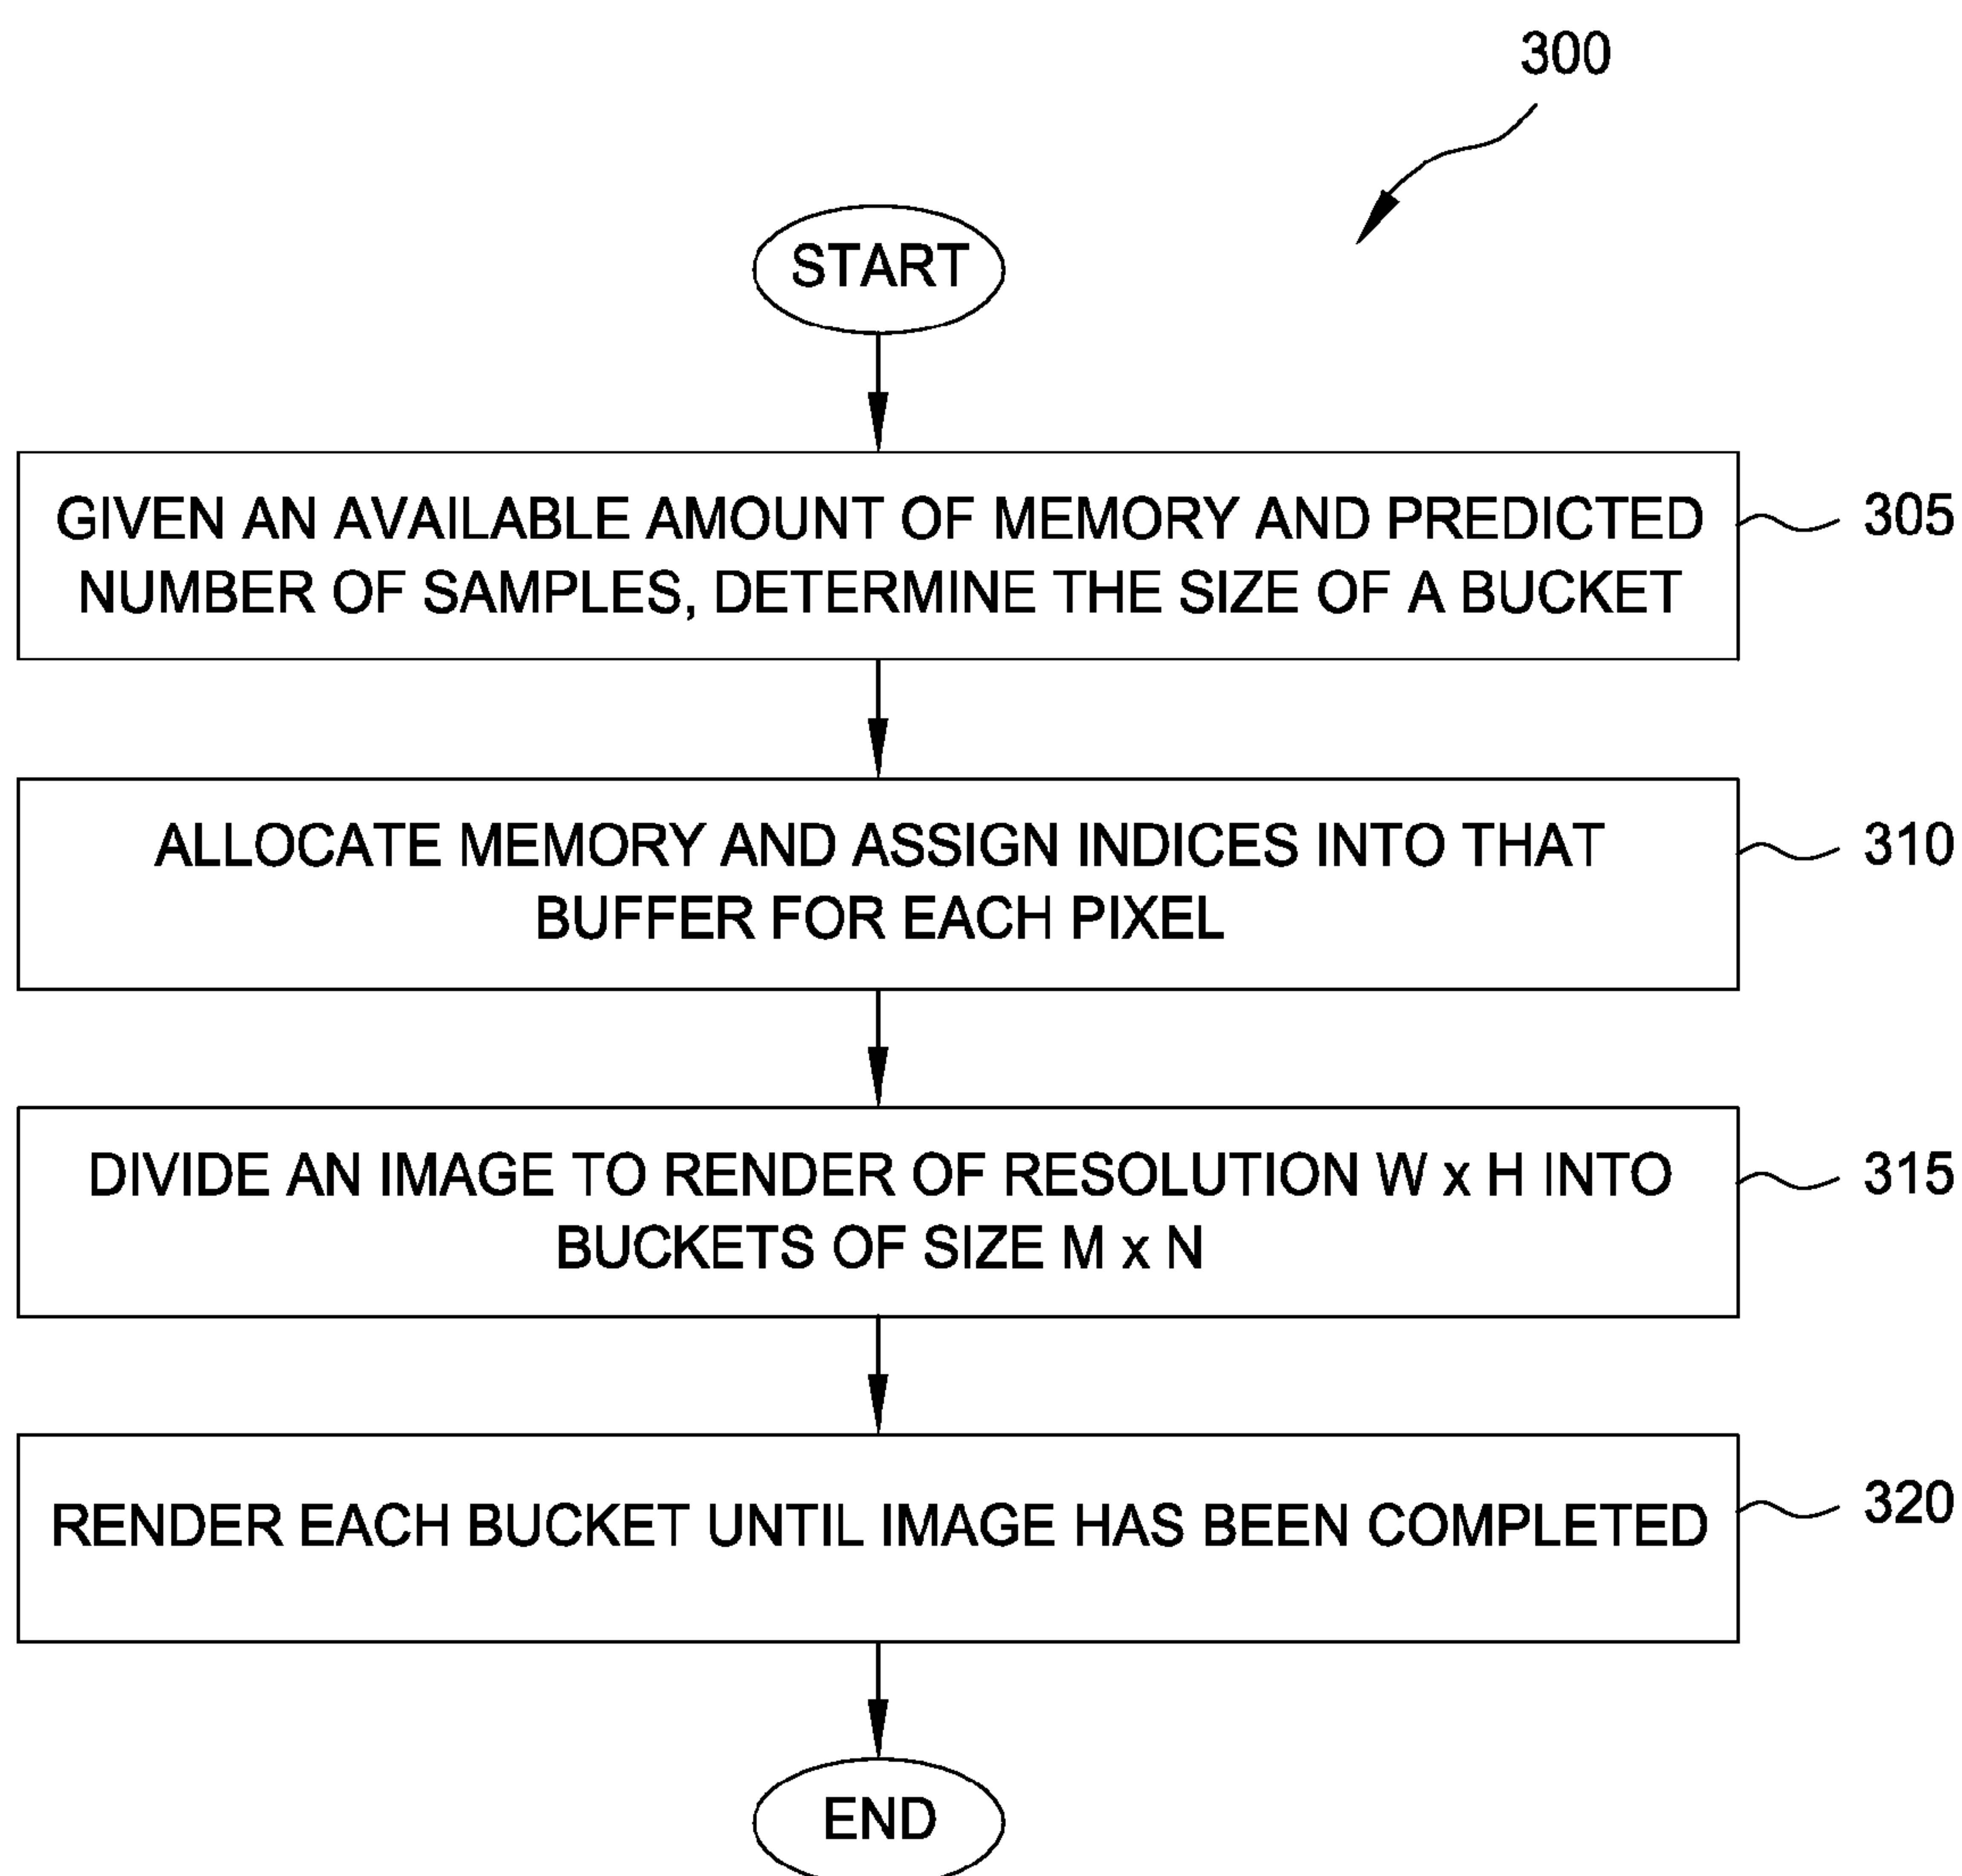 300
START
GIVEN AN AVAILABLE AMOUNT OF MEMORY AND PREDICTED
NUMBER OF SAMPLES, DETERMINE THE SIZE OF A BUCKET
305
ALLOCATE MEMORY AND ASSIGN INDICES INTO THAT
BUFFER FOR EACH PIXEL
310
DIVIDE AN IMAGE TO RENDER OF RESOLUTION W x H INTO
BUCKETS OF SIZE M x N
315
RENDER EACH BUCKET UNTIL IMAGE HAS BEEN COMPLETED
320
END